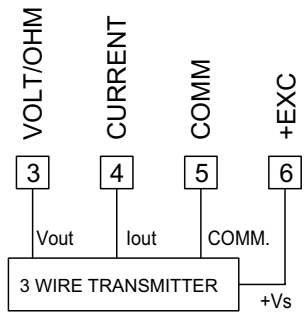 VOLT/OHM
CURRENT
COMM
+EXC
3 4 5 6
Vout Iout COMM.
3 WIRE TRANSMITTER
+Vs